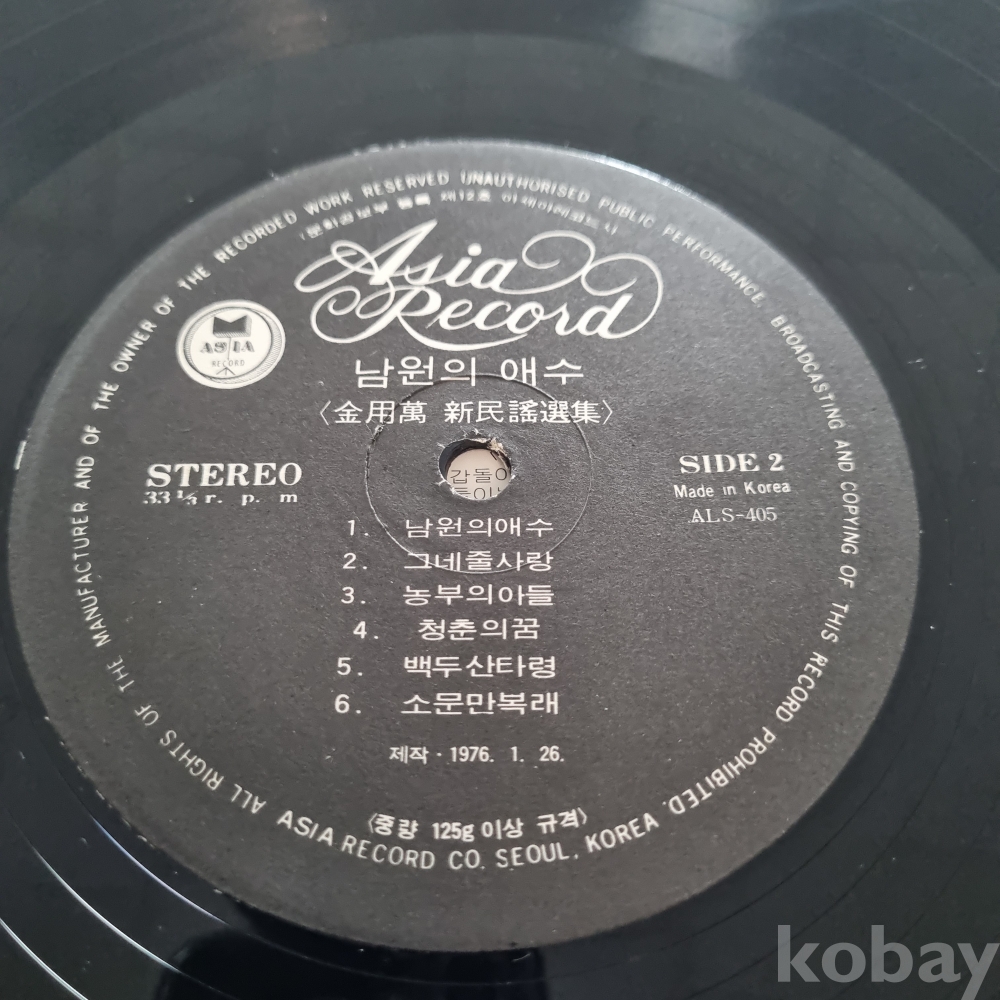 ALL RIGHTS OF THE MANUFACTURER AND OF THE OWNER OF THE RECORDED WORK RESERVED UNAUTHORISED PUBLIC PERFORMANCE BROADCASTING AND COPYING OF THIS RECORD PROHIBITED.
Asia
Record
ASIA
RECORD
남원의 애수
〈金用萬 新民謠選集〉
STEREO
33 ⅓ r. p. m
SIDE 2
Made in Korea
ALS-405
갑돌이
1. 남원의애수
2. 그네줄사랑
3. 농부의아들
4. 청춘의꿈
5. 백두산타령
6. 소문만복래
제작·1976. 1. 26.
〈중량 125g 이상 규격〉
ASIA RECORD CO. SEOUL, KOREA
kobay